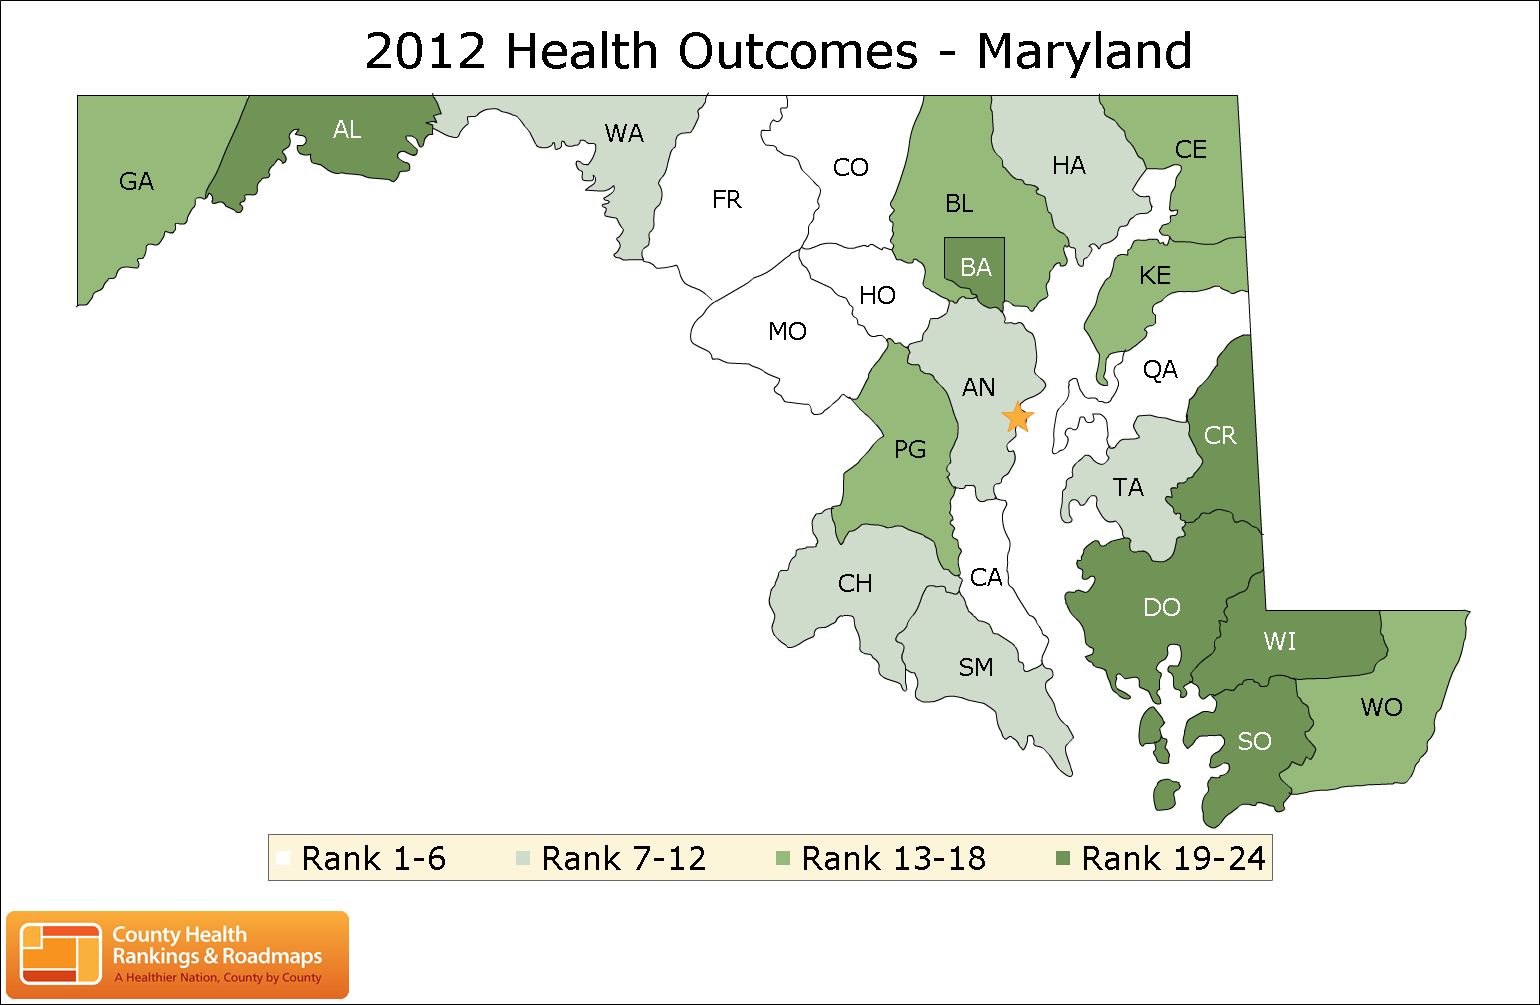 2012 Health Outcomes - Maryland
GA
AL
WA
FR
CO
BL
HA
CE
BA
KE
HO
MO
QA
AN
PG
CR
TA
CH
CA
DO
WI
SM
WO
SO
Rank 1-6 Rank 7-12 Rank 13-18 Rank 19-24
County Health
Rankings & Roadmaps
A Healthier Nation, County by County